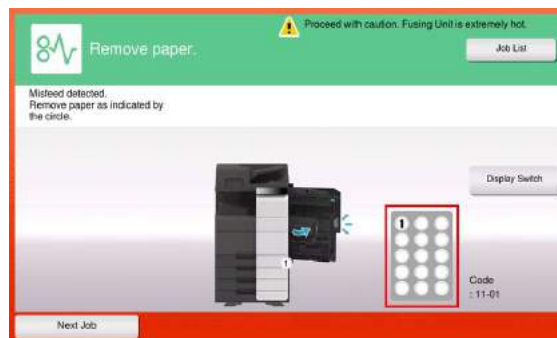 Proceed with caution. Fusing Unit is extremely hot.
Remove paper.
Job List
Misfeed detected.
Remove paper as indicated by
the circle.
Display Switch
1
1
Code
: 11-01
Next Job